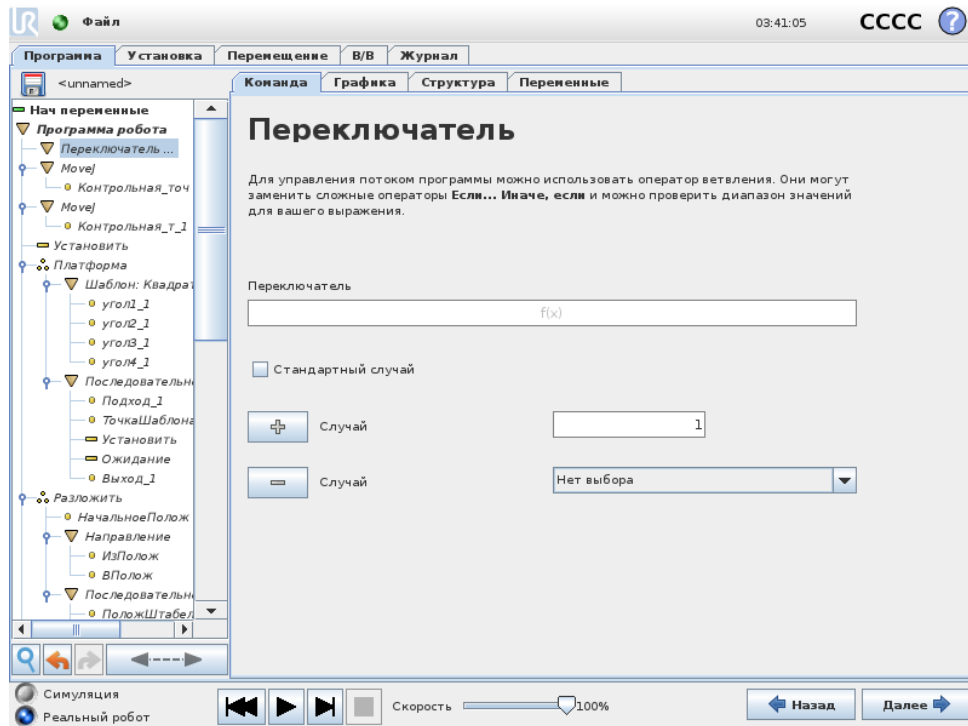 UR
Файл
03:41:05
CCCC
?
Программа
Установка
Перемещение
В/В
Журнал
<unnamed>
Команда
Графика
Структура
Переменные
Нач переменные
Программа робота
Переключатель ...
MoveJ
Контрольная_точ
MoveJ
Контрольная_т_1
Установить
Платформа
Шаблон: Квадрат
угол1_1
угол2_1
угол3_1
угол4_1
Последовательн
Подход_1
ТочкаШаблона
Установить
Ожидание
Выход_1
Разложить
НачальноеПолож
Направление
ИзПолож
ВПолож
Последовательн
ПоложШтабел
Переключатель
Для управления потоком программы можно использовать оператор ветвления. Они могут
заменить сложные операторы Если... Иначе, если и можно проверить диапазон значений
для вашего выражения.
Переключатель
f(x)
Стандартный случай
Случай
1
Случай
Нет выбора
Симуляция
Реальный робот
Скорость
100%
Назад
Далее